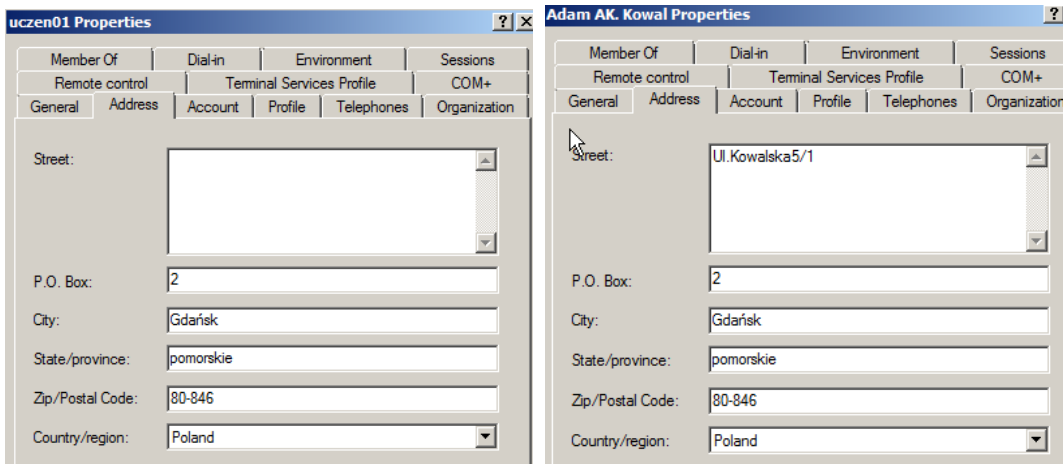 uczen01 Properties
Member Of Dial-in Environment Sessions
Remote control Terminal Services Profile COM+
General Address Account Profile Telephones Organization
Street:
P.O. Box: 2
City: Gdańsk
State/province: pomorskie
Zip/Postal Code: 80-846
Country/region: Poland
Adam AK. Kowal Properties
Member Of Dial-in Environment Sessions
Remote control Terminal Services Profile COM+
General Address Account Profile Telephones Organization
Street: Ul.Kowalska5/1
P.O. Box: 2
City: Gdańsk
State/province: pomorskie
Zip/Postal Code: 80-846
Country/region: Poland